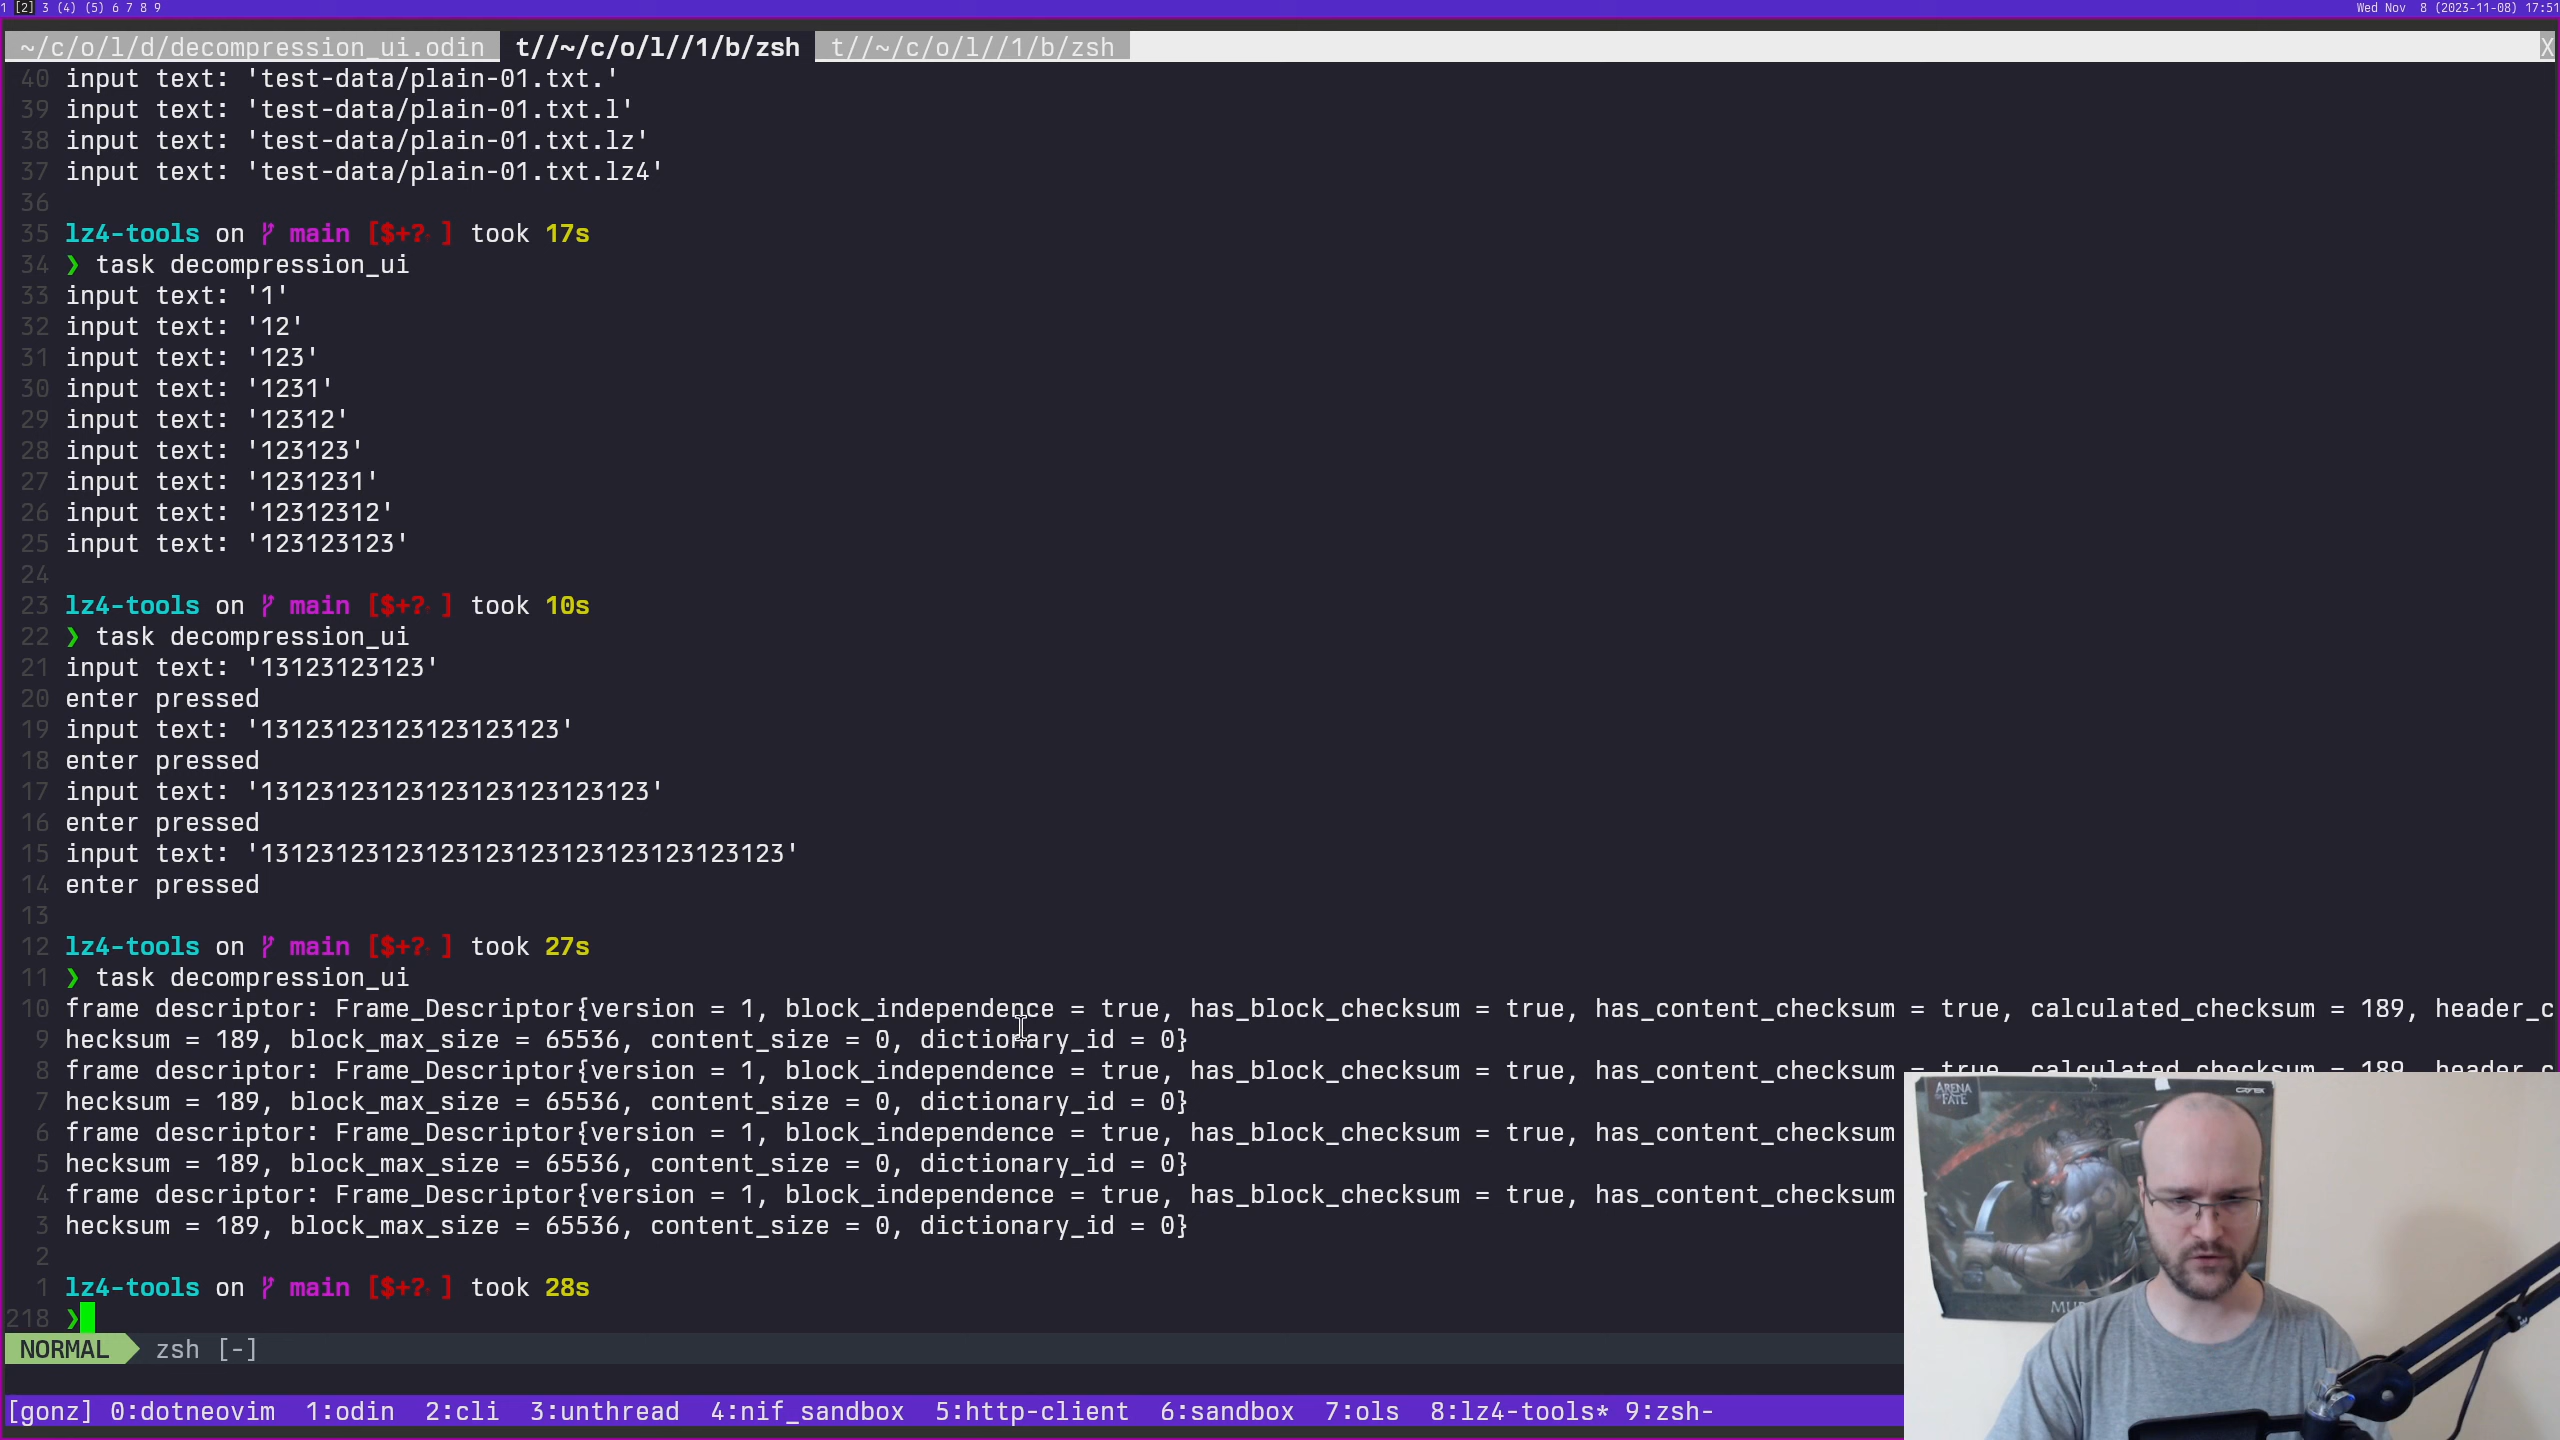 1 [2] 3 (4) (5) 6 7 8 9
Wed Nov 8 (2023-11-08) 17:51
~/c/o/l/d/decompression_ui.odin t//~/c/o/l//1/b/zsh t//~/c/o/l//1/b/zsh X
40 input text: 'test-data/plain-01.txt.'
39 input text: 'test-data/plain-01.txt.l'
38 input text: 'test-data/plain-01.txt.lz'
37 input text: 'test-data/plain-01.txt.lz4'
36
35 lz4-tools on main [$+? ] took 17s
34 ❯ task decompression_ui
33 input text: '1'
32 input text: '12'
31 input text: '123'
30 input text: '1231'
29 input text: '12312'
28 input text: '123123'
27 input text: '1231231'
26 input text: '12312312'
25 input text: '123123123'
24
23 lz4-tools on main [$+? ] took 10s
22 ❯ task decompression_ui
21 input text: '13123123123'
20 enter pressed
19 input text: '13123123123123123123'
18 enter pressed
17 input text: '13123123123123123123123123'
16 enter pressed
15 input text: '13123123123123123123123123123123123'
14 enter pressed
13
12 lz4-tools on main [$+? ] took 27s
11 ❯ task decompression_ui
10 frame descriptor: Frame_Descriptor{version = 1, block_independence = true, has_block_checksum = true, has_content_checksum = true, calculated_checksum = 189, header_c
9 hecksum = 189, block_max_size = 65536, content_size = 0, dictionary_id = 0}
8 frame descriptor: Frame_Descriptor{version = 1, block_independence = true, has_block_checksum = true, has_content_checksum = true, calculated_checksum = 189, header_c
7 hecksum = 189, block_max_size = 65536, content_size = 0, dictionary_id = 0}
6 frame descriptor: Frame_Descriptor{version = 1, block_independence = true, has_block_checksum = true, has_content_checksum
5 hecksum = 189, block_max_size = 65536, content_size = 0, dictionary_id = 0}
4 frame descriptor: Frame_Descriptor{version = 1, block_independence = true, has_block_checksum = true, has_content_checksum
3 hecksum = 189, block_max_size = 65536, content_size = 0, dictionary_id = 0}
2
1 lz4-tools on main [$+? ] took 28s
218 ❯
NORMAL zsh [-]
[gonz] 0:dotneovim 1:odin 2:cli 3:unthread 4:nif_sandbox 5:http-client 6:sandbox 7:ols 8:lz4-tools* 9:zsh-
ARENA
FATE